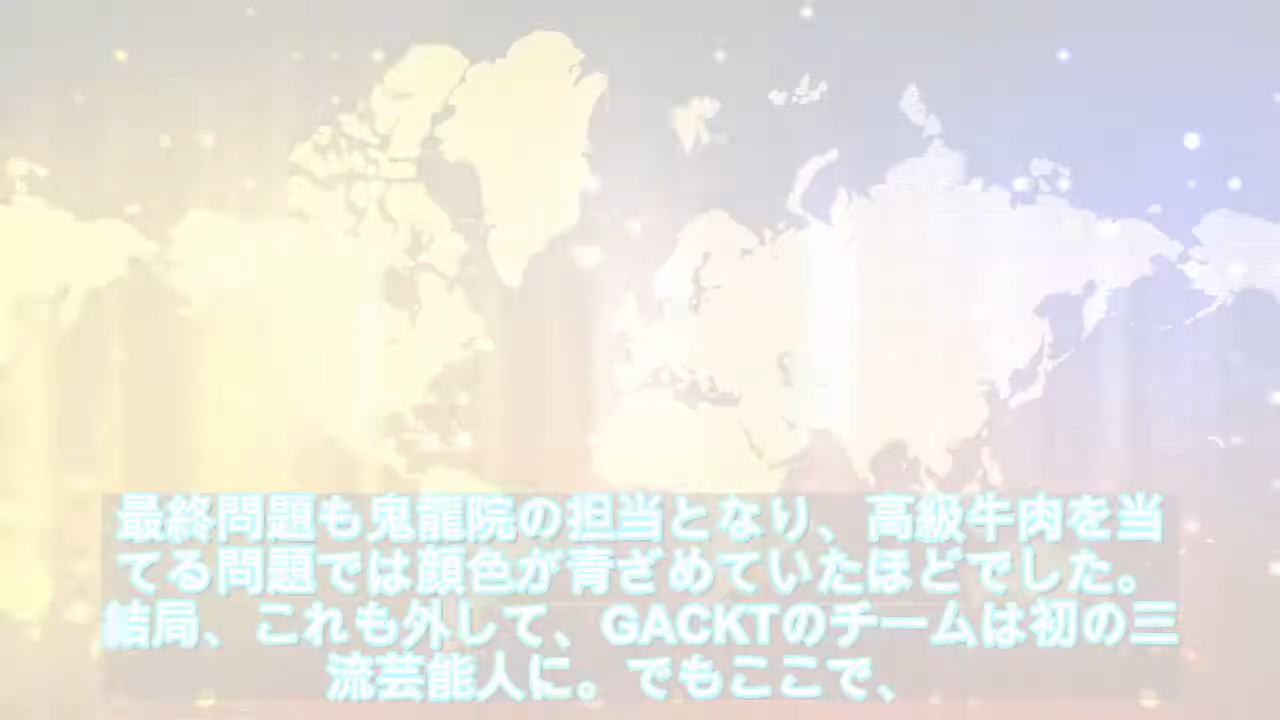 最終問題も鬼龍院の担当となり、高級牛肉を当
てる問題では顔色が青ざめていたほどでした。
結局、これも外して、GACKTのチームは初の三
流芸能人に。でもここで、